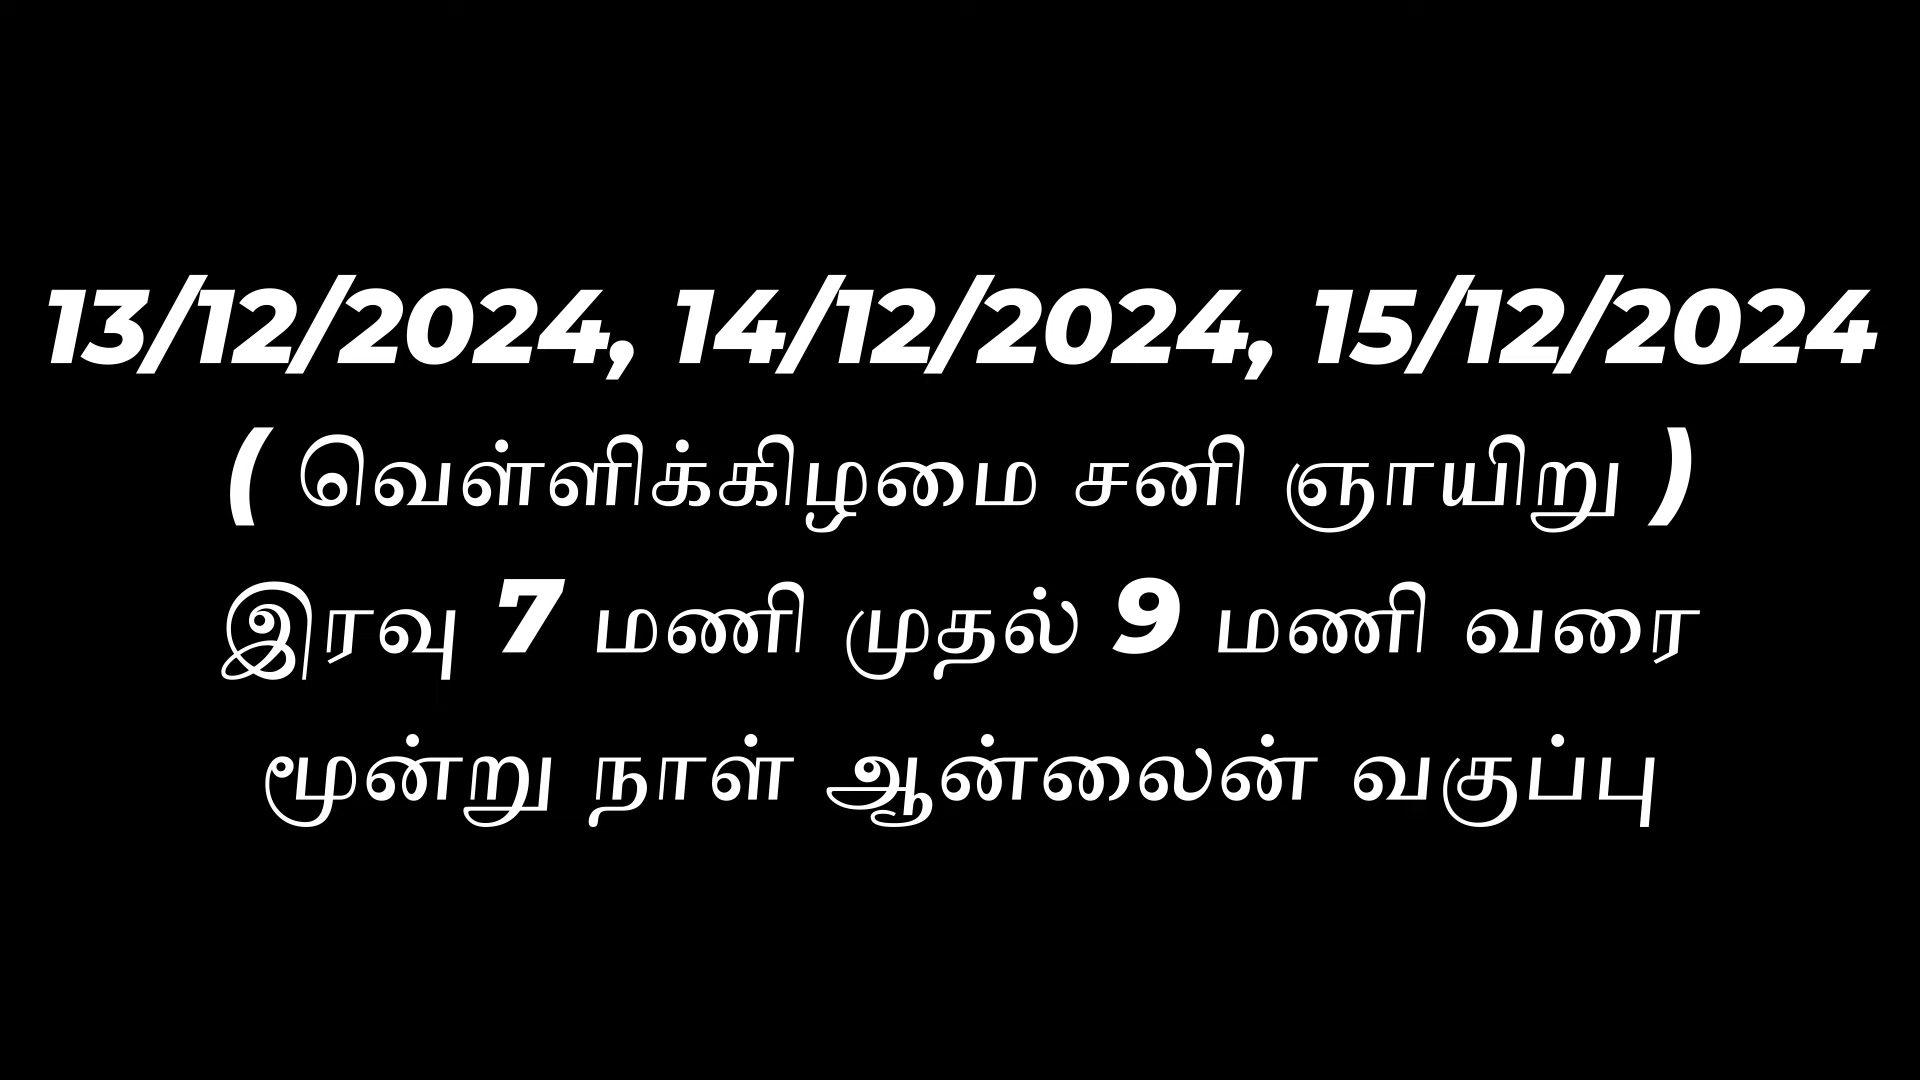 13/12/2024, 14/12/2024, 15/12/2024
( வெள்ளிக்கிழமை சனி ஞாயிறு )
இரவு 7 மணி முதல் 9 மணி வரை
மூன்று நாள் ஆன்லைன் வகுப்பு